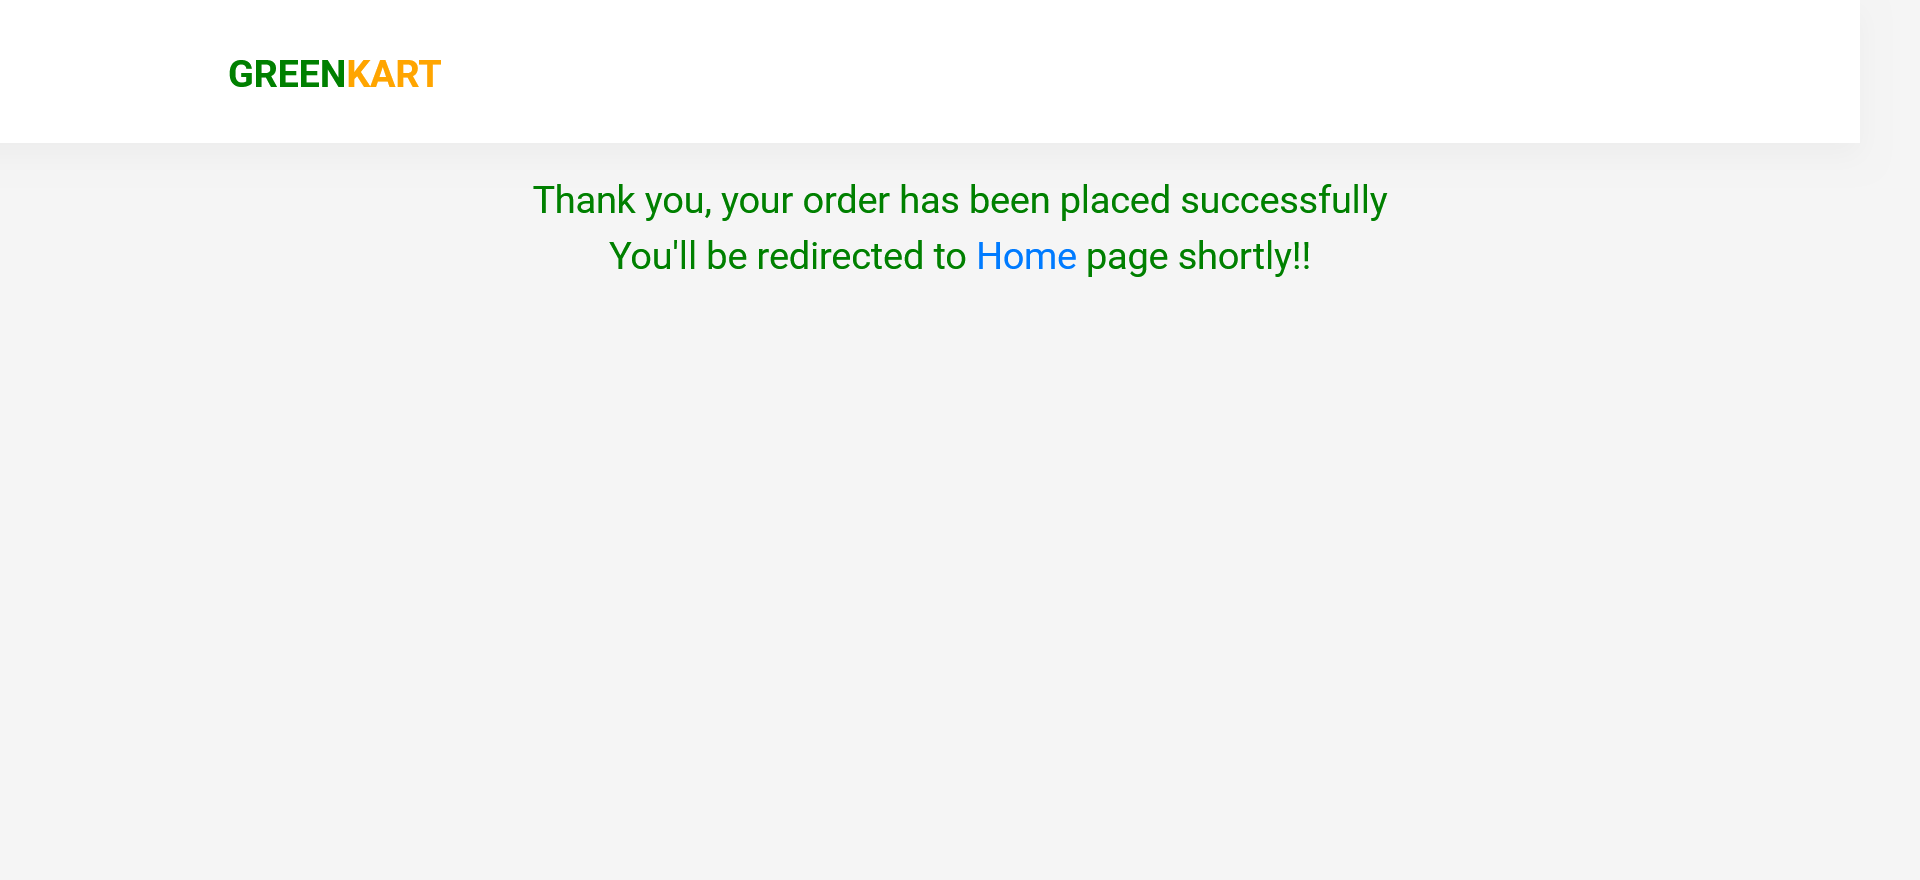 GREENKART
Thank you, your order has been placed successfully
You'll be redirected to Home page shortly!!